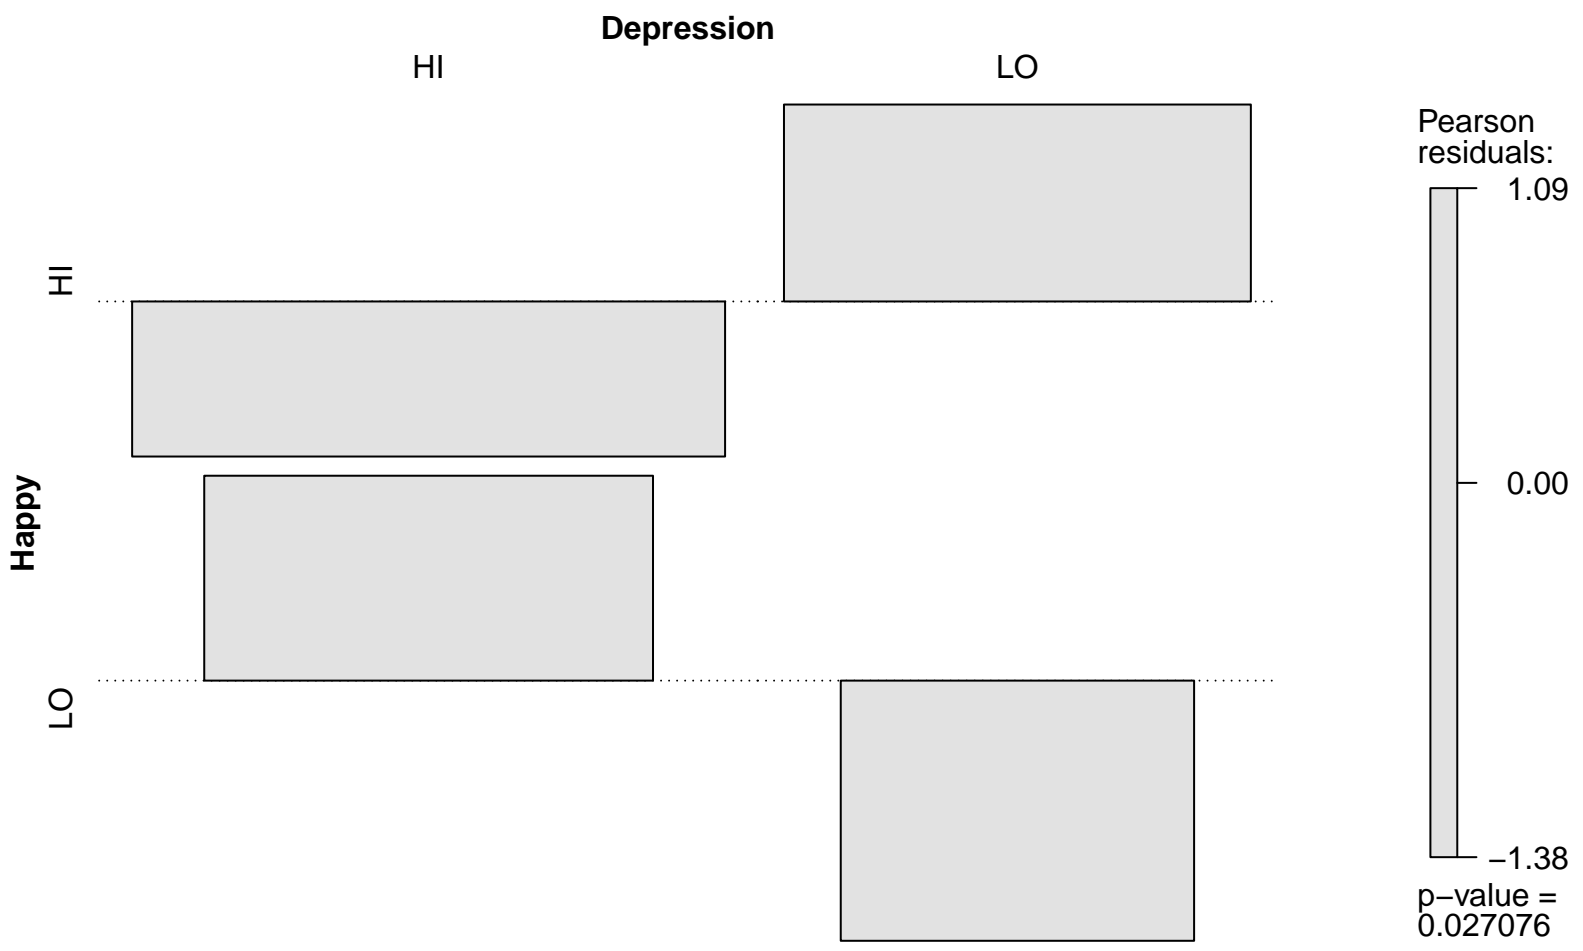 Depression
HI
LO
HI
Happy
LO
Pearson
residuals:
1.09
0.00
−1.38
p−value =
0.027076